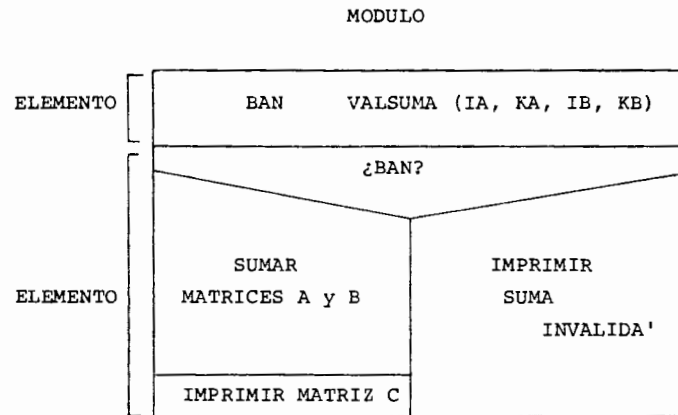 MODULO
ELEMENTO
BAN VALSUMA (IA, KA, IB, KB)
¿BAN?
ELEMENTO
SUMAR
MATRICES A y B
IMPRIMIR
SUMA
INVALIDA'
IMPRIMIR MATRIZ C